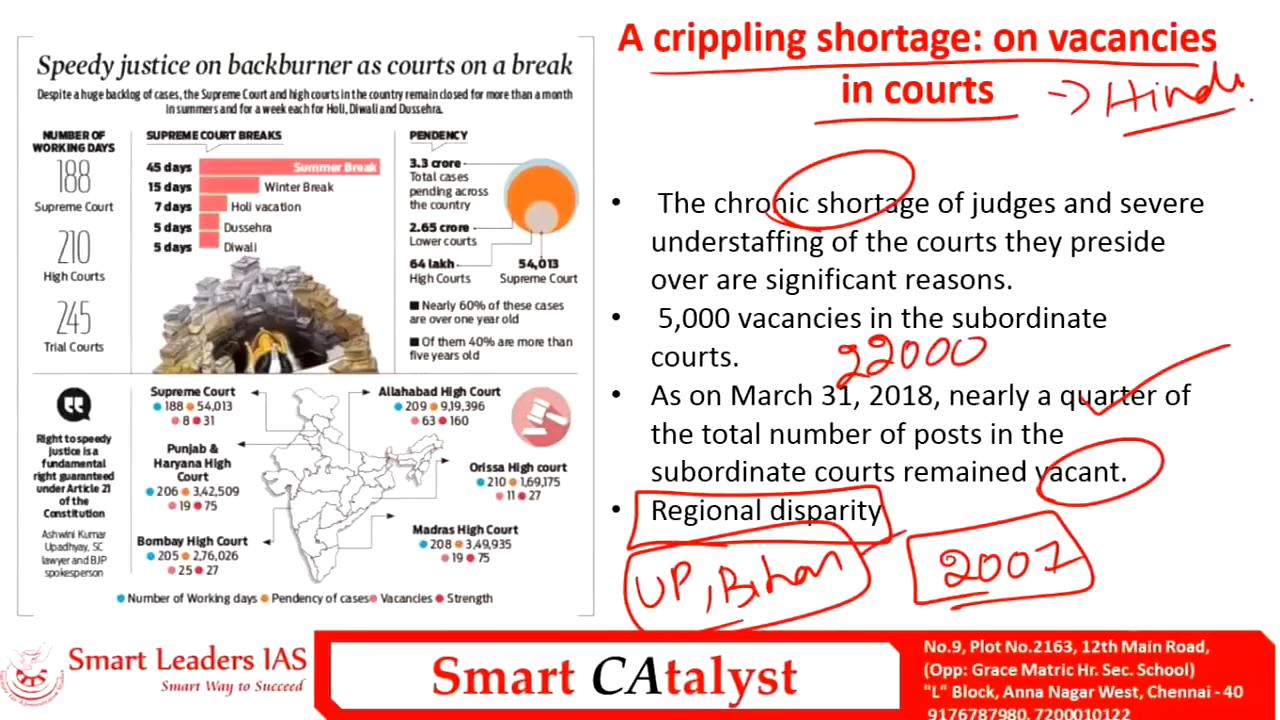 Speedy justice on backburner as courts on a break
Despite a huge backlog of cases, the Supreme Court and high courts in the country remain closed for more than a month
in summers and for a week each for Holi, Diwali and Dussehra.
NUMBER OF
WORKING DAYS
188
Supreme Court
210
High Courts
245
Trial Courts
SUPREME COURT BREAKS
45 days Summer Break
15 days Winter Break
7 days Holi vacation
5 days Dussehra
5 days Diwali
PENDENCY
3.3 crore
Total cases
pending across
the country
2.65 crore
Lower courts
64 lakh
High Courts
54,013
Supreme Court
■ Nearly 60% of these cases
are over one year old
■ Of them 40% are more than
five years old
Right to speedy
justice is a
fundamental
right guaranteed
under Article 21
of the
Constitution
Ashwini Kumar
Upadhyay, SC
lawyer and BJP
spokesperson
Supreme Court
188 54,013
8 31
Punjab &
Haryana High
Court
206 3,42,509
19 75
Bombay High Court
205 2,76,026
25 27
Allahabad High Court
209 9,19,396
63 160
Orissa High court
210 1,69,175
11 27
Madras High Court
208 3,49,935
19 75
Number of Working days Pendency of cases Vacancies Strength
A crippling shortage: on vacancies
in courts
→ Hindu
• The chronic shortage of judges and severe
understaffing of the courts they preside
over are significant reasons.
• 5,000 vacancies in the subordinate
courts.
22000
• As on March 31, 2018, nearly a quarter of
the total number of posts in the
subordinate courts remained vacant.
• Regional disparity
UP, Bihar
2007
Smart Leaders IAS
Smart Way to Succeed
Smart CAtalyst
No.9, Plot No.2163, 12th Main Road,
(Opp: Grace Matric Hr. Sec. School)
"L" Block, Anna Nagar West, Chennai - 40
9176787980, 7200010122